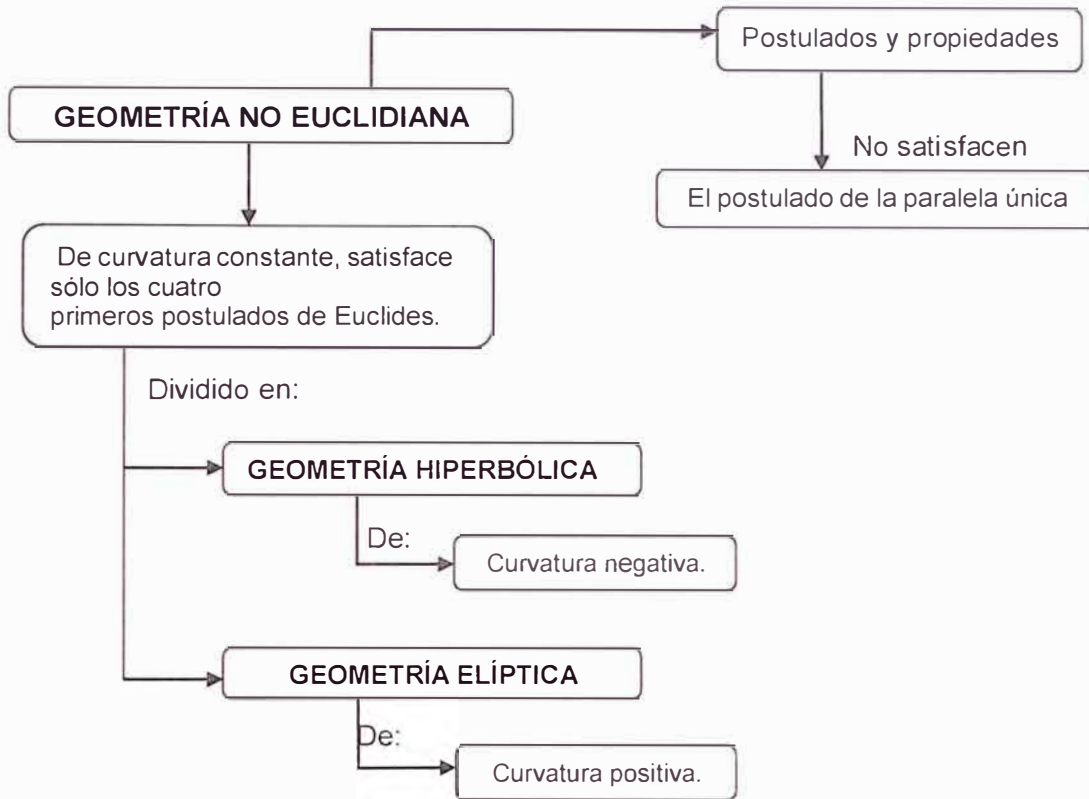 Postulados y propiedades
GEOMETRÍA NO EUCLIDIANA
No satisfacen
El postulado de la paralela única
De curvatura constante, satisface
sólo los cuatro
primeros postulados de Euclides.
Dividido en:
GEOMETRÍA HIPERBÓLICA
De:
Curvatura negativa.
GEOMETRÍA ELÍPTICA
De:
Curvatura positiva.